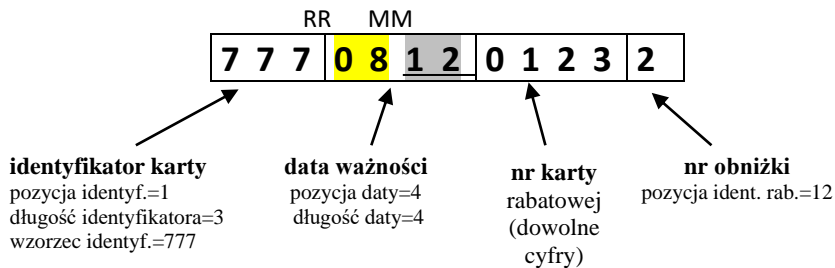 RR MM
7 7 7 0 8 1 2 0 1 2 3 2
identyfikator karty
pozycja identyf.=1
długość identyfikatora=3
wzorzec identyf.=777
data ważności
pozycja daty=4
długość daty=4
nr karty
rabatowej
(dowolne
cyfry)
nr obniżki
pozycja ident. rab.=12